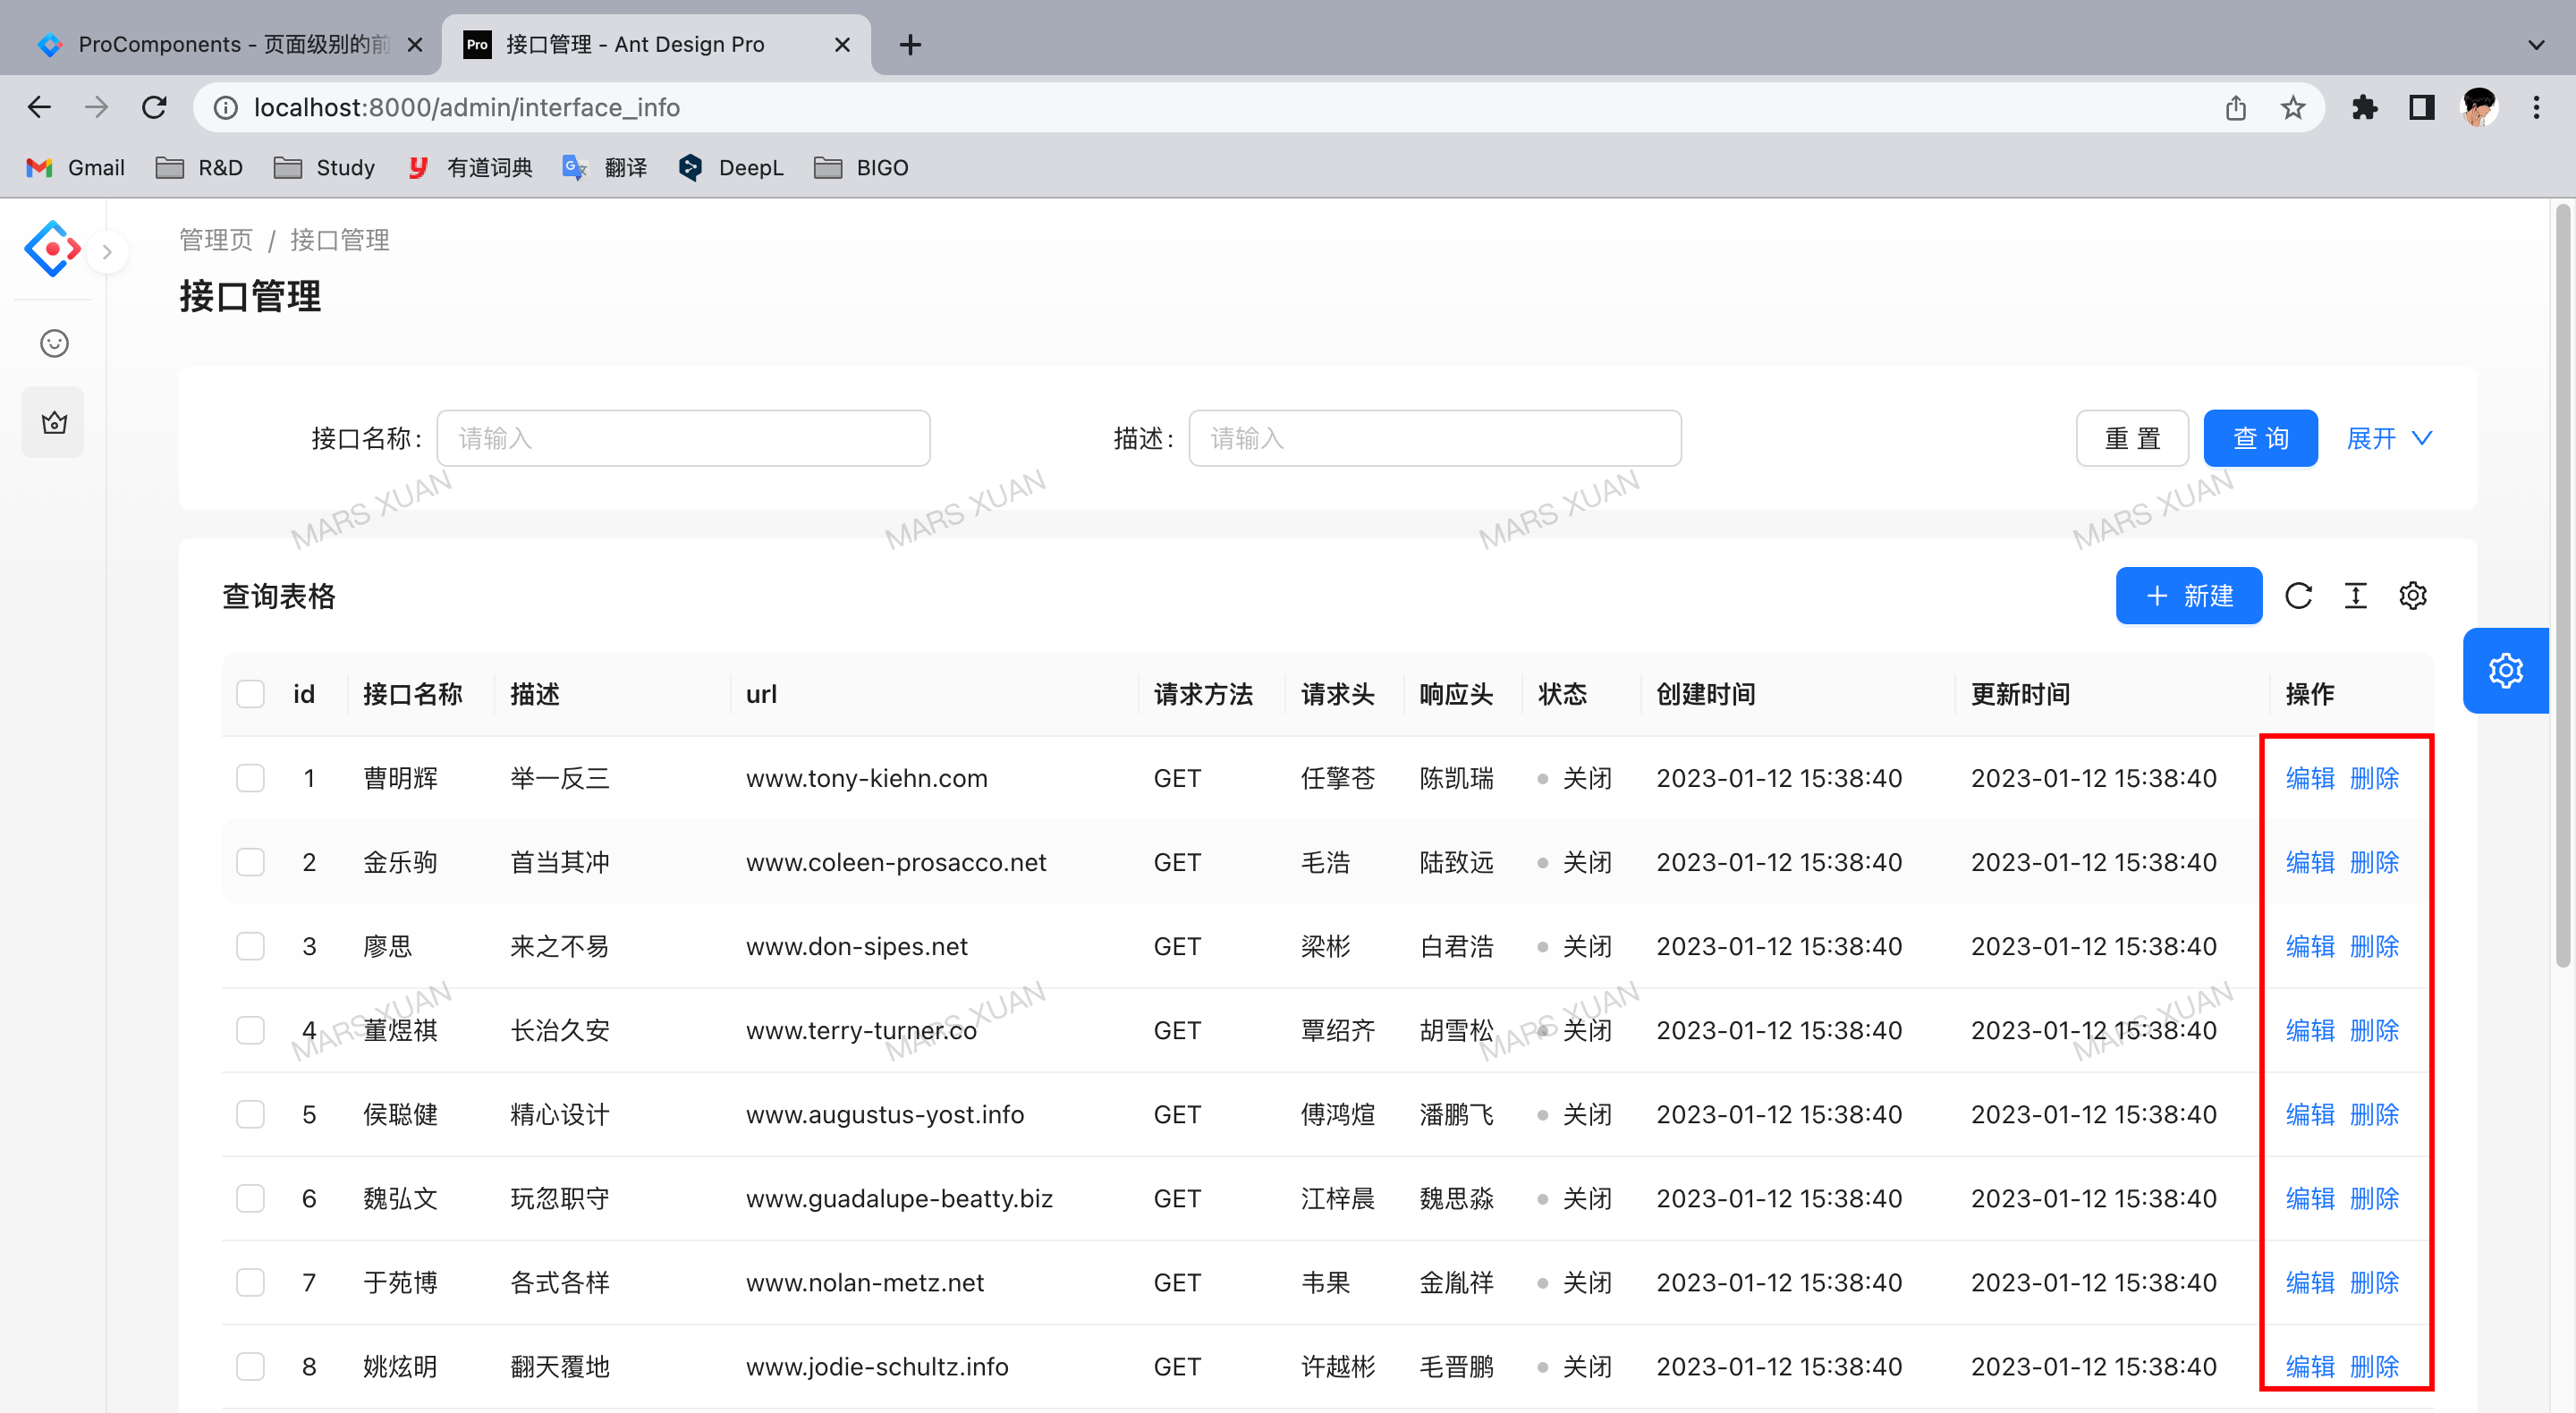 ProComponents - 页面级别的前
Pro 接口管理 - Ant Design Pro
localhost:8000/admin/interface_info
Gmail R&D Study 有道词典 翻译 DeepL BIGO
管理页 / 接口管理
接口管理
接口名称: 请输入 描述: 请输入 重 置 查 询 展开
MARS XUAN MARS XUAN MARS XUAN MARS XUAN
查询表格 新建
id 接口名称 描述 url 请求方法 请求头 响应头 状态 创建时间 更新时间 操作
1 曹明辉 举一反三 www.tony-kiehn.com GET 任擎苍 陈凯瑞 关闭 2023-01-12 15:38:40 2023-01-12 15:38:40 编辑 删除
2 金乐驹 首当其冲 www.coleen-prosacco.net GET 毛浩 陆致远 关闭 2023-01-12 15:38:40 2023-01-12 15:38:40 编辑 删除
3 廖思 来之不易 www.don-sipes.net GET 梁彬 白君浩 关闭 2023-01-12 15:38:40 2023-01-12 15:38:40 编辑 删除
MARS XUAN MARS XUAN MARS XUAN MARS XUAN
4 董煜祺 长治久安 www.terry-turner.co GET 覃绍齐 胡雪松 关闭 2023-01-12 15:38:40 2023-01-12 15:38:40 编辑 删除
5 侯聪健 精心设计 www.augustus-yost.info GET 傅鸿煊 潘鹏飞 关闭 2023-01-12 15:38:40 2023-01-12 15:38:40 编辑 删除
6 魏弘文 玩忽职守 www.guadalupe-beatty.biz GET 江梓晨 魏思淼 关闭 2023-01-12 15:38:40 2023-01-12 15:38:40 编辑 删除
7 于苑博 各式各样 www.nolan-metz.net GET 韦果 金胤祥 关闭 2023-01-12 15:38:40 2023-01-12 15:38:40 编辑 删除
8 姚炫明 翻天覆地 www.jodie-schultz.info GET 许越彬 毛晋鹏 关闭 2023-01-12 15:38:40 2023-01-12 15:38:40 编辑 删除